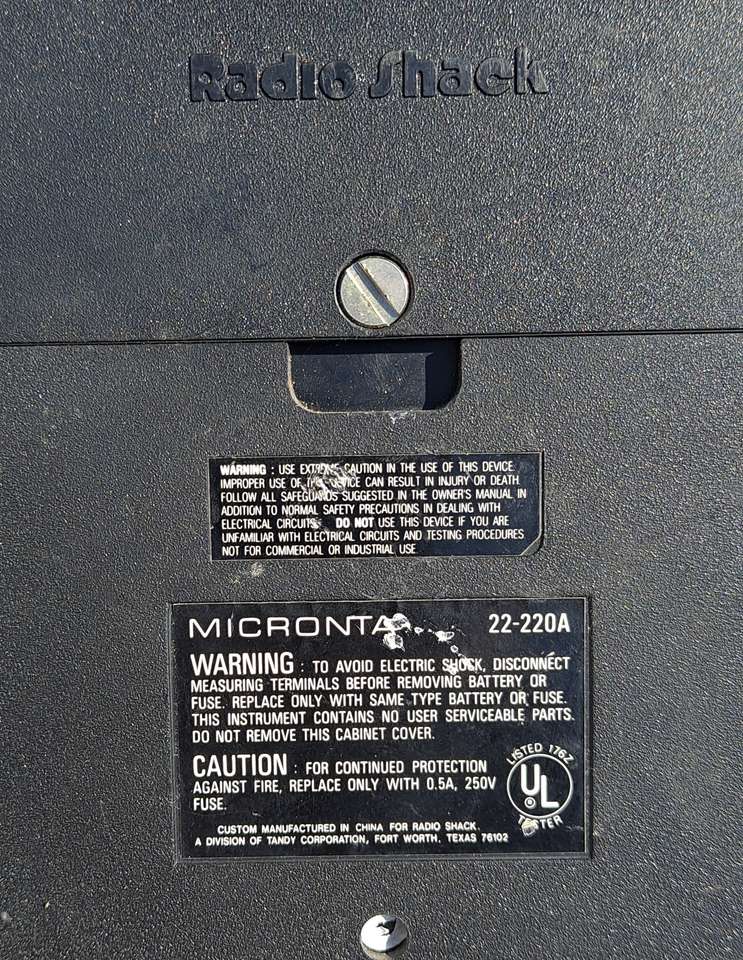 Radio Shack
WARNING : USE EXTREME CAUTION IN THE USE OF THIS DEVICE
IMPROPER USE OF THIS DEVICE CAN RESULT IN INJURY OR DEATH
FOLLOW ALL SAFEGUARDS SUGGESTED IN THE OWNER'S MANUAL IN
ADDITION TO NORMAL SAFETY PRECAUTIONS IN DEALING WITH
ELECTRICAL CIRCUITS. DO NOT USE THIS DEVICE IF YOU ARE
UNFAMILIAR WITH ELECTRICAL CIRCUITS AND TESTING PROCEDURES
NOT FOR COMMERCIAL OR INDUSTRIAL USE
MICRONTA 22-220A
WARNING : TO AVOID ELECTRIC SHOCK, DISCONNECT
MEASURING TERMINALS BEFORE REMOVING BATTERY OR
FUSE. REPLACE ONLY WITH SAME TYPE BATTERY OR FUSE.
THIS INSTRUMENT CONTAINS NO USER SERVICEABLE PARTS.
DO NOT REMOVE THIS CABINET COVER.
CAUTION : FOR CONTINUED PROTECTION
AGAINST FIRE, REPLACE ONLY WITH 0.5A, 250V
FUSE.
LISTED 176Z
UL
®
TESTER
CUSTOM MANUFACTURED IN CHINA FOR RADIO SHACK.
A DIVISION OF TANDY CORPORATION, FORT WORTH, TEXAS 76102